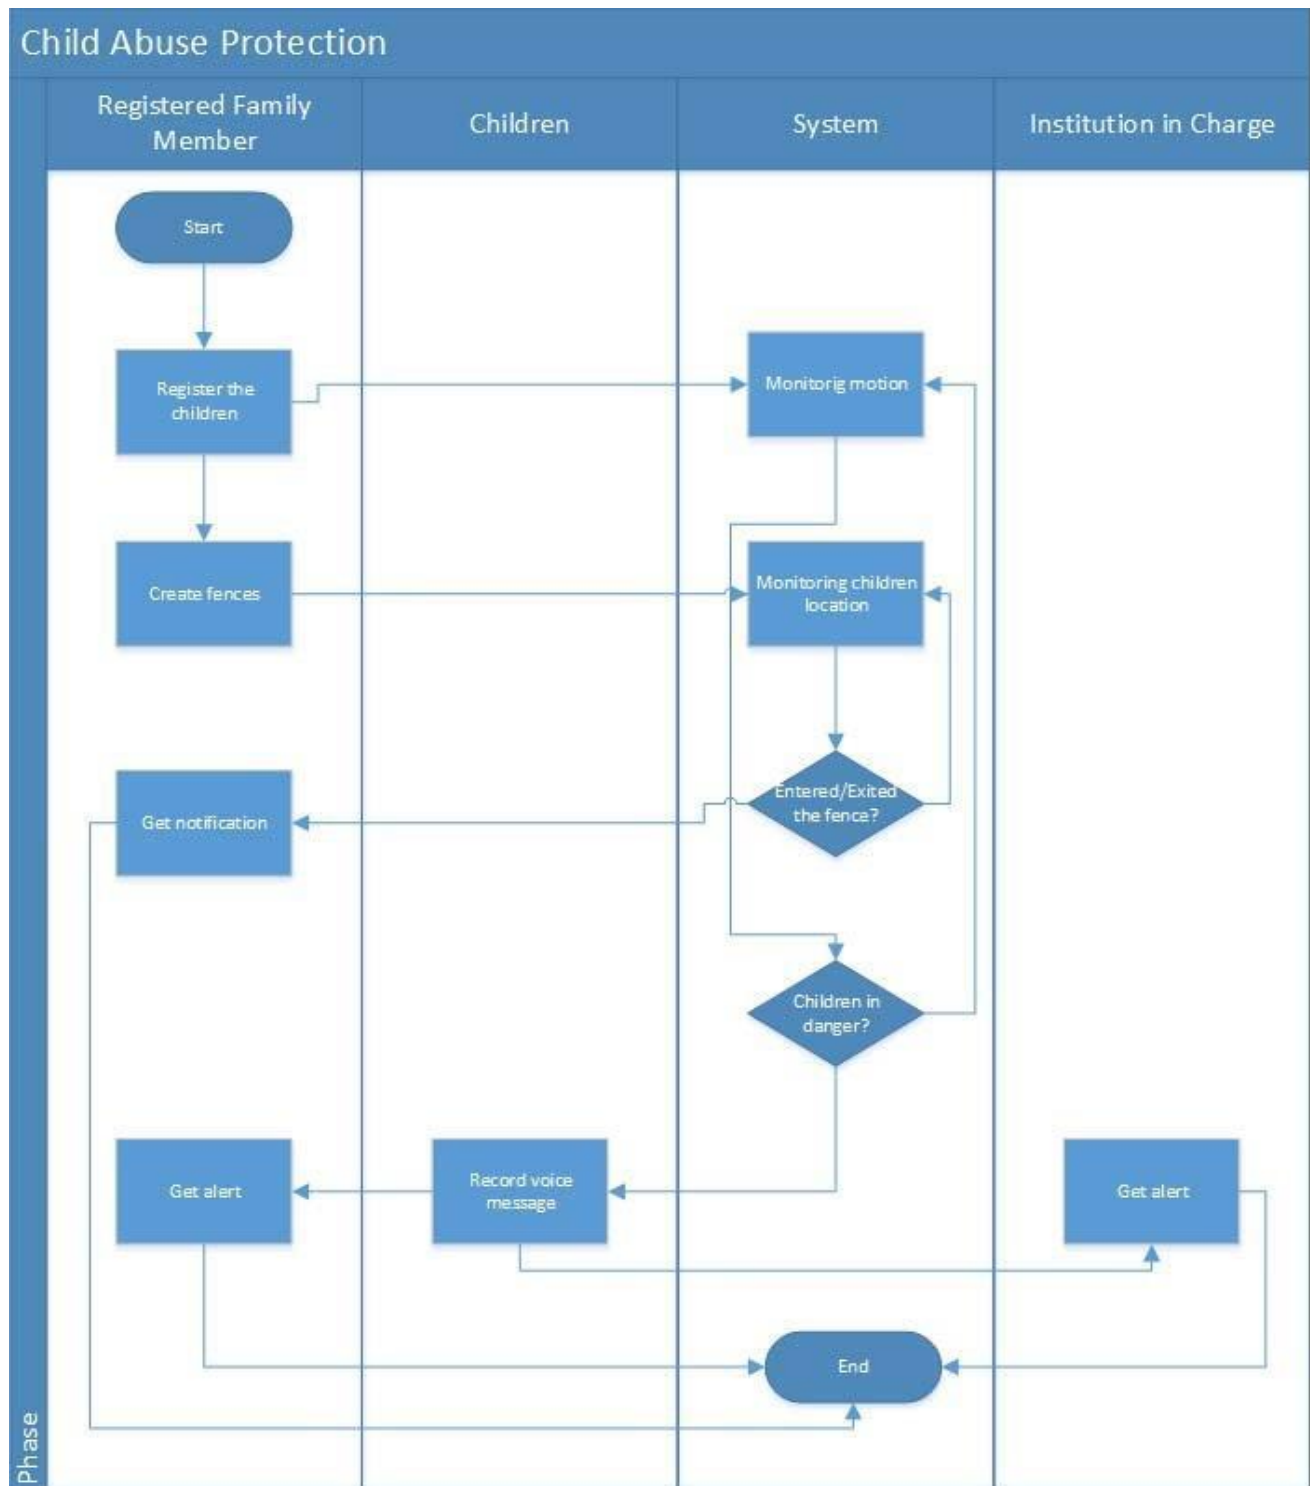 Child Abuse Protection
Registered Family
Member
Children
System
Institution in Charge
Start
Register the
children
Monitorig motion
Create fences
Monitoring children
location
Get notification
Entered/Exited
the fence?
Children in
danger?
Get alert
Record voice
message
Get alert
End
Phase